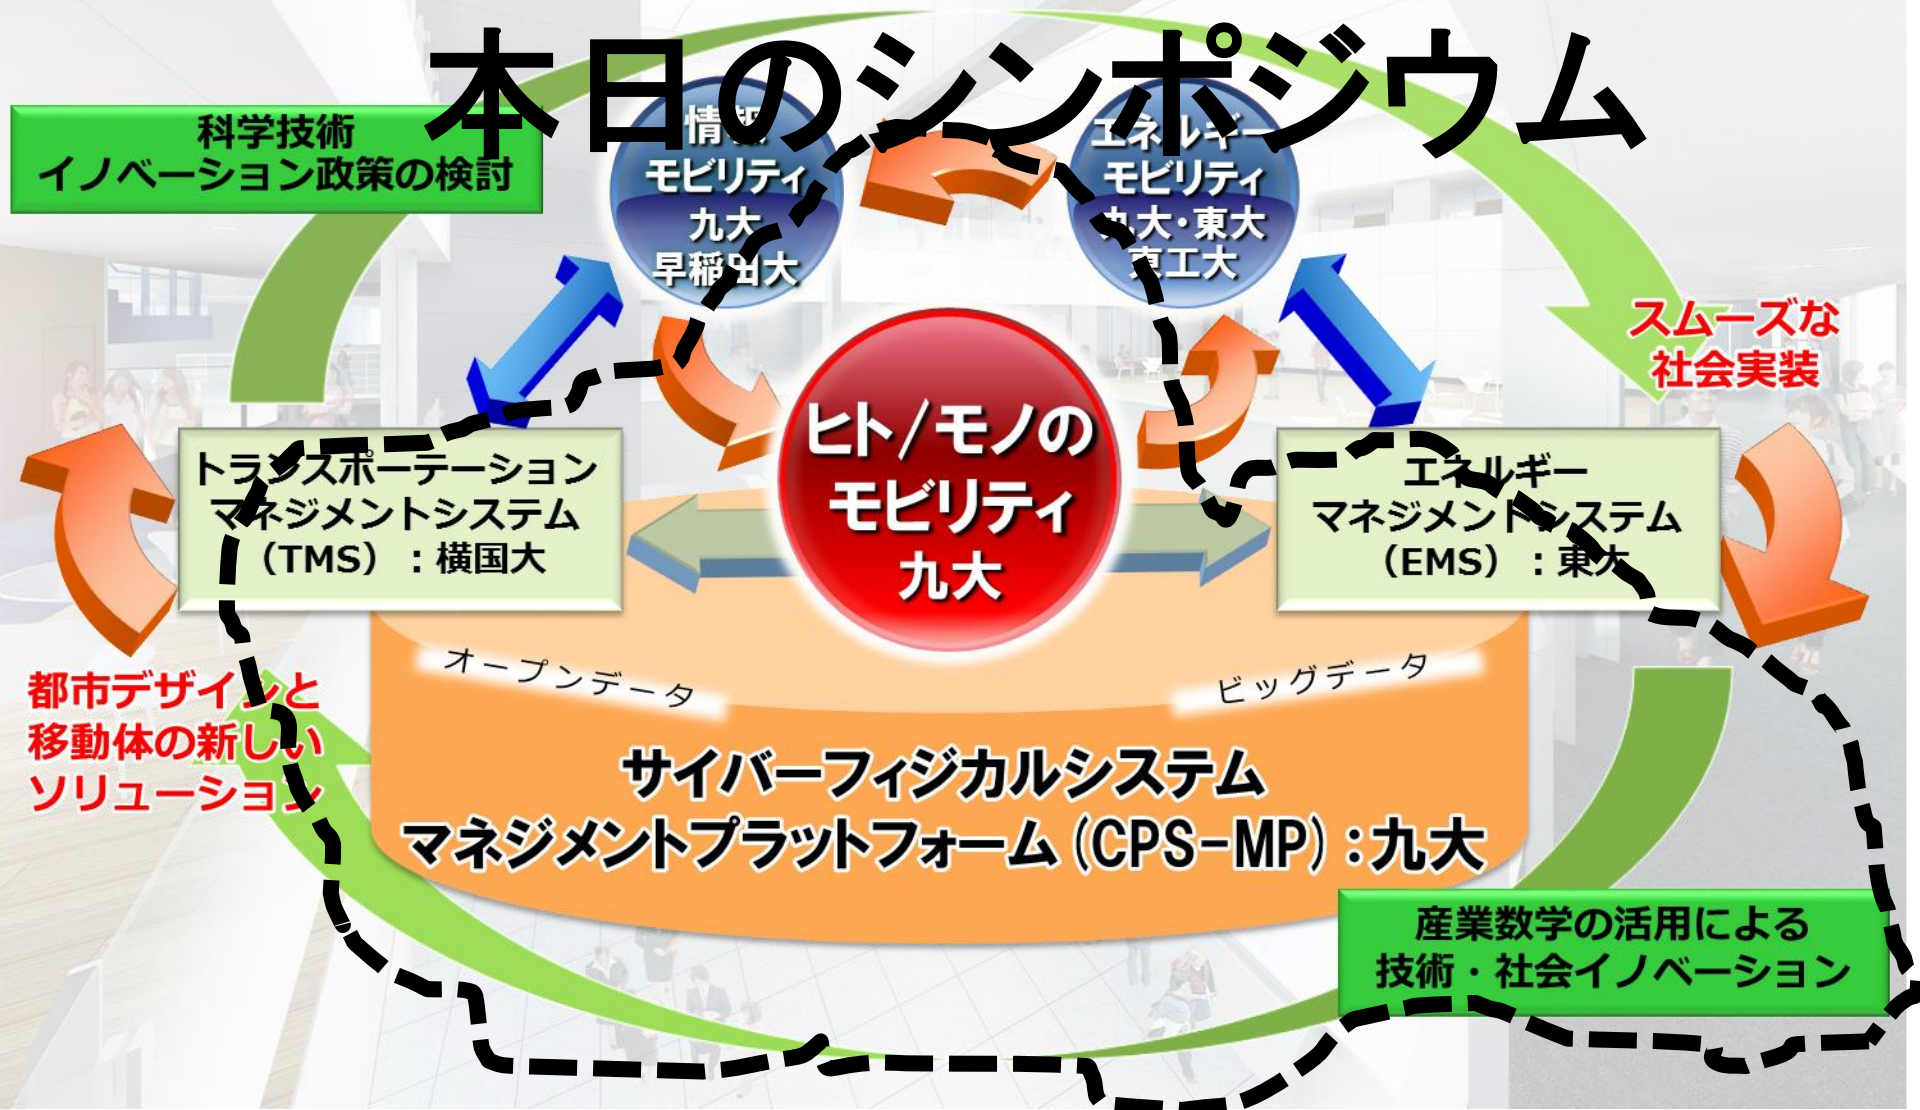 本日のシンポジウム
科学技術
イノベーション政策の検討
情報
モビリティ
九大
早稲田大
エネルギー
モビリティ
九大・東大
東工大
スムーズな
社会実装
ヒト/モノの
モビリティ
九大
トランスポーテーション
マネジメントシステム
（TMS）：横国大
エネルギー
マネジメントシステム
（EMS）：東大
オープンデータ
ビッグデータ
都市デザインと
移動体の新しい
ソリューション
サイバーフィジカルシステム
マネジメントプラットフォーム(CPS-MP)：九大
産業数学の活用による
技術・社会イノベーション